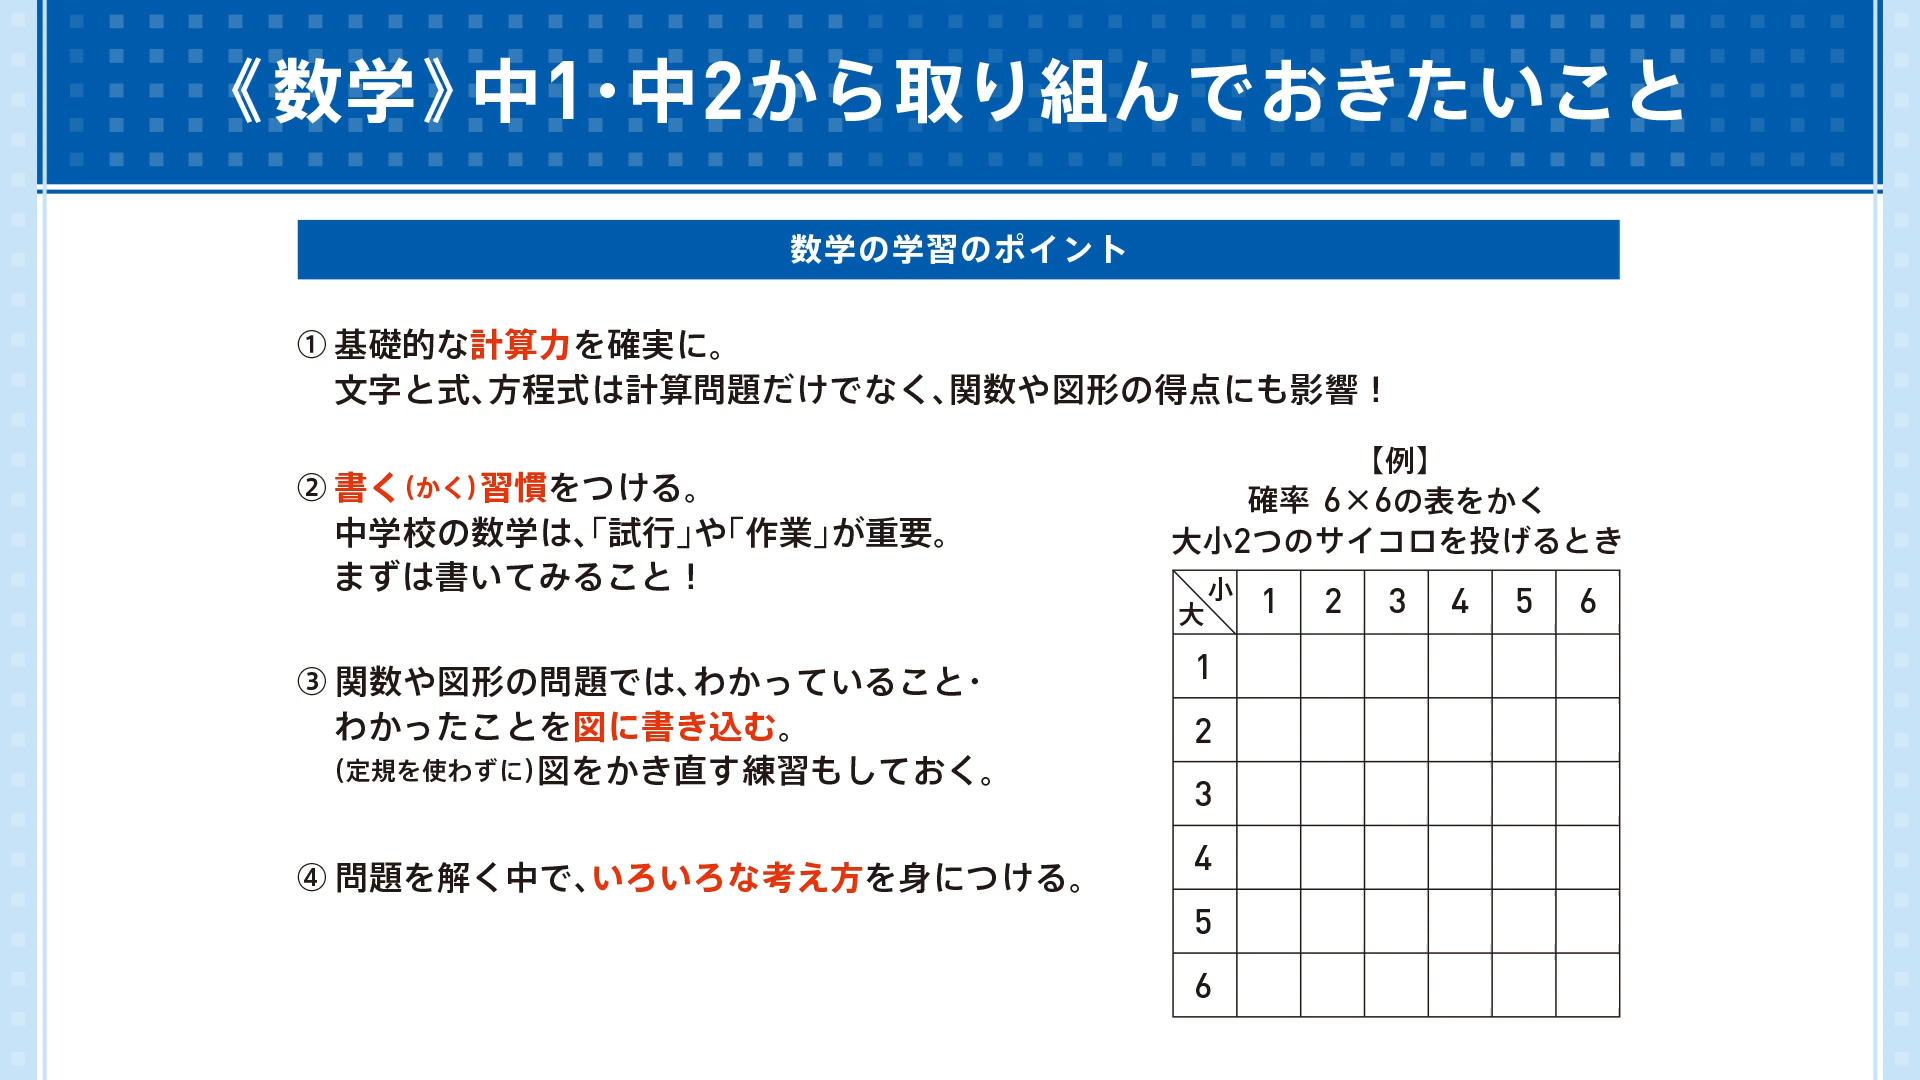 《数学》中1・中2から取り組んでおきたいこと
数学の学習のポイント
① 基礎的な計算力を確実に。
文字と式、方程式は計算問題だけでなく、関数や図形の得点にも影響！
② 書く(かく)習慣をつける。
中学校の数学は、「試行」や「作業」が重要。
まずは書いてみること！
③ 関数や図形の問題では、わかっていること・
わかったことを図に書き込む。
(定規を使わずに)図をかき直す練習もしておく。
④ 問題を解く中で、いろいろな考え方を身につける。
【例】
確率 6×6の表をかく
大小2つのサイコロを投げるとき
大 小 1 2 3 4 5 6
1
2
3
4
5
6